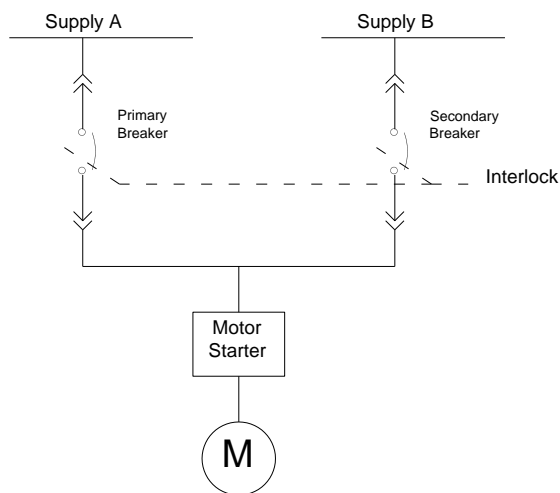 Supply A
Supply B
Primary
Breaker
Secondary
Breaker
Interlock
Motor
Starter
M